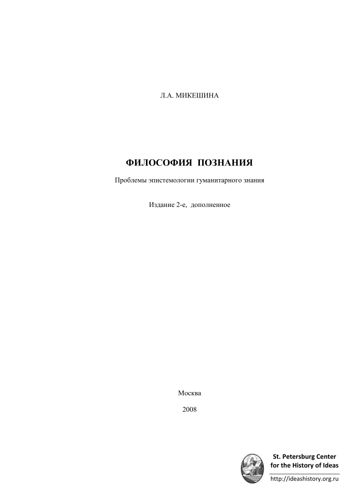 Л.А. МИКЕШИНА
ФИЛОСОФИЯ ПОЗНАНИЯ
Проблемы эпистемологии гуманитарного знания
Издание 2-е, дополненное
Москва
2008
St. Petersburg Center
for the History of Ideas
http://ideashistory.org.ru